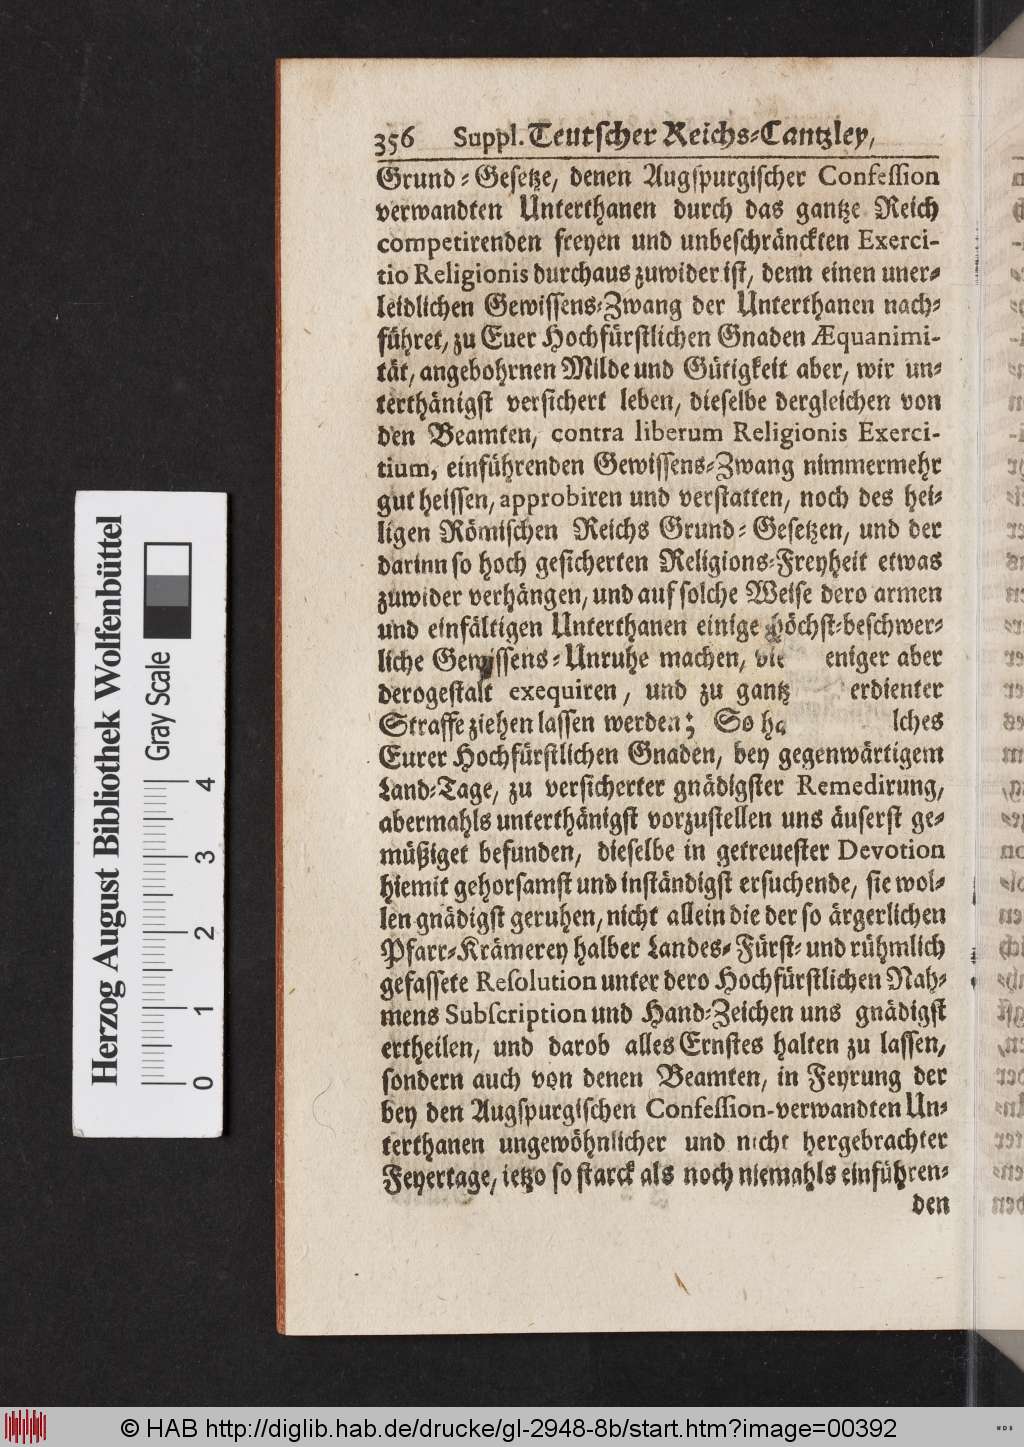 356 Suppl. Teutscher Reichs-Cantzley,
Grund-Gesetze, denen Augspurgischer Confession
verwandten Unterthanen durch das gantze Reich
competirenden freyen und unbeschränckten Exerci-
tio Religionis durchaus zuwider ist, denn einen uner-
leidlichen Gewissens-Zwang der Unterthanen nach-
führet, zu Euer Hochfürstlichen Gnaden Æquanimi-
tät, angebohrnen Milde und Gütigkeit aber, wir un-
terthänigst versichert leben, dieselbe dergleichen von
den Beamten, contra liberum Religionis Exerci-
tium, einführenden Gewissens-Zwang nimmermehr
gut heissen, approbiren und verstatten, noch des hei-
ligen Römischen Reichs Grund-Gesetzen, und der
darinn so hoch gesicherten Religions-Freyheit etwas
zuwider verhängen, und auf solche Weise dero armen
und einfältigen Unterthanen einige höchst-beschwer-
liche Gewissens-Unruhe machen, vie eniger aber
derogestalt exequiren, und zu gantz erdienter
Straffe ziehen lassen werden; So ha lches
Eurer Hochfürstlichen Gnaden, bey gegenwärtigem
Land-Tage, zu versicherter gnädigster Remedirung,
abermahls unterthänigst vorzustellen uns äuserst ge-
müßiget befunden, dieselbe in getreuester Devotion
hiemit gehorsamst und inständigst ersuchende, sie wol-
len gnädigst geruhen, nicht allein die der so ärgerlichen
Pfarr-Krämerey halber Landes-Fürst- und rühmlich
gefassete Resolution unter dero Hochfürstlichen Nah-
mens Subscription und Hand-Zeichen uns gnädigst
ertheilen, und darob alles Ernstes halten zu lassen,
sondern auch von denen Beamten, in Feyrung der
bey den Augspurgischen Confession-verwandten Un-
terthanen ungewöhnlicher und nicht hergebrachter
Feyertage, ietzo so starck als noch niemahls einführen-
den
Herzog August Bibliothek Wolfenbüttel
Gray Scale
0 1 2 3 4
© HAB http://diglib.hab.de/drucke/gl-2948-8b/start.htm?image=00392